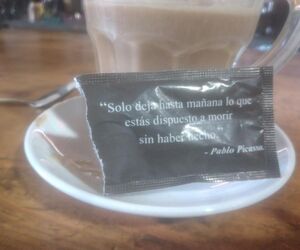 “Solo deja hasta mañana lo que
estás dispuesto a morir
sin haber hecho.”
- Pablo Picasso.